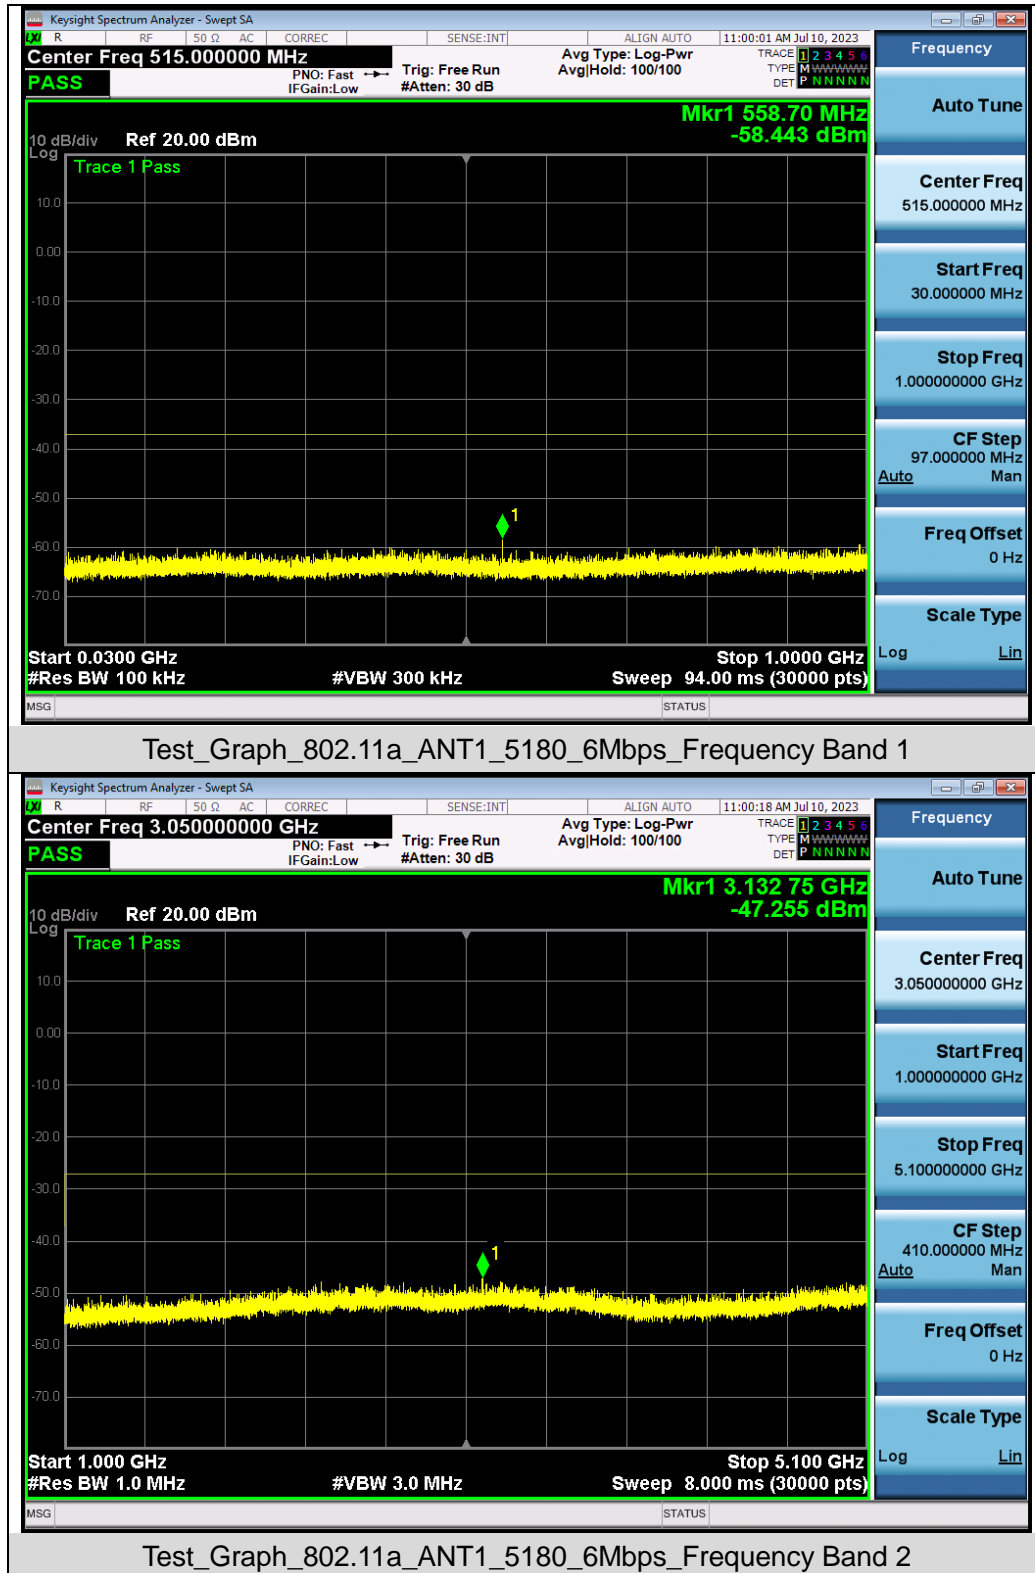 Keysight Spectrum Analyzer - Swept SA
LXI R RF 50 Ω AC CORREC SENSE:INT ALIGN AUTO 11:00:01 AM Jul 10, 2023
Center Freq 515.000000 MHz
PASS
PNO: Fast
IFGain:Low
Trig: Free Run
#Atten: 30 dB
Avg Type: Log-Pwr
Avg|Hold: 100/100
TRACE 1 2 3 4 5 6
TYPE M WWWWW
DET P N N N N N
Mkr1 558.70 MHz
-58.443 dBm
10 dB/div Ref 20.00 dBm
Log
Trace 1 Pass
10.0
0.00
-10.0
-20.0
-30.0
-40.0
-50.0
1
-60.0
-70.0
Start 0.0300 GHz Stop 1.0000 GHz
#Res BW 100 kHz #VBW 300 kHz Sweep 94.00 ms (30000 pts)
MSG STATUS
Frequency
Auto Tune
Center Freq
515.000000 MHz
Start Freq
30.000000 MHz
Stop Freq
1.000000000 GHz
CF Step
97.000000 MHz
Auto Man
Freq Offset
0 Hz
Scale Type
Log Lin
Test_Graph_802.11a_ANT1_5180_6Mbps_Frequency Band 1
Keysight Spectrum Analyzer - Swept SA
LXI R RF 50 Ω AC CORREC SENSE:INT ALIGN AUTO 11:00:18 AM Jul 10, 2023
Center Freq 3.050000000 GHz
PASS
PNO: Fast
IFGain:Low
Trig: Free Run
#Atten: 30 dB
Avg Type: Log-Pwr
Avg|Hold: 100/100
TRACE 1 2 3 4 5 6
TYPE M WWWWW
DET P N N N N N
Mkr1 3.132 75 GHz
-47.255 dBm
10 dB/div Ref 20.00 dBm
Log
Trace 1 Pass
10.0
0.00
-10.0
-20.0
-30.0
-40.0
1
-50.0
-60.0
-70.0
Start 1.000 GHz Stop 5.100 GHz
#Res BW 1.0 MHz #VBW 3.0 MHz Sweep 8.000 ms (30000 pts)
MSG STATUS
Frequency
Auto Tune
Center Freq
3.050000000 GHz
Start Freq
1.000000000 GHz
Stop Freq
5.100000000 GHz
CF Step
410.000000 MHz
Auto Man
Freq Offset
0 Hz
Scale Type
Log Lin
Test_Graph_802.11a_ANT1_5180_6Mbps_Frequency Band 2